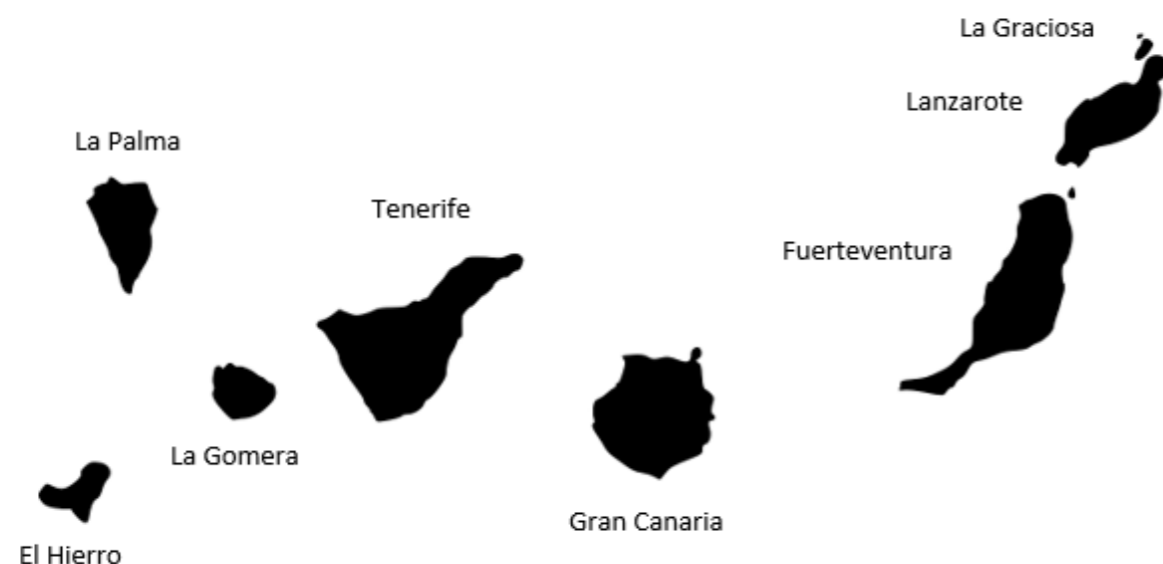 La Graciosa
Lanzarote
La Palma
Tenerife
Fuerteventura
La Gomera
Gran Canaria
El Hierro